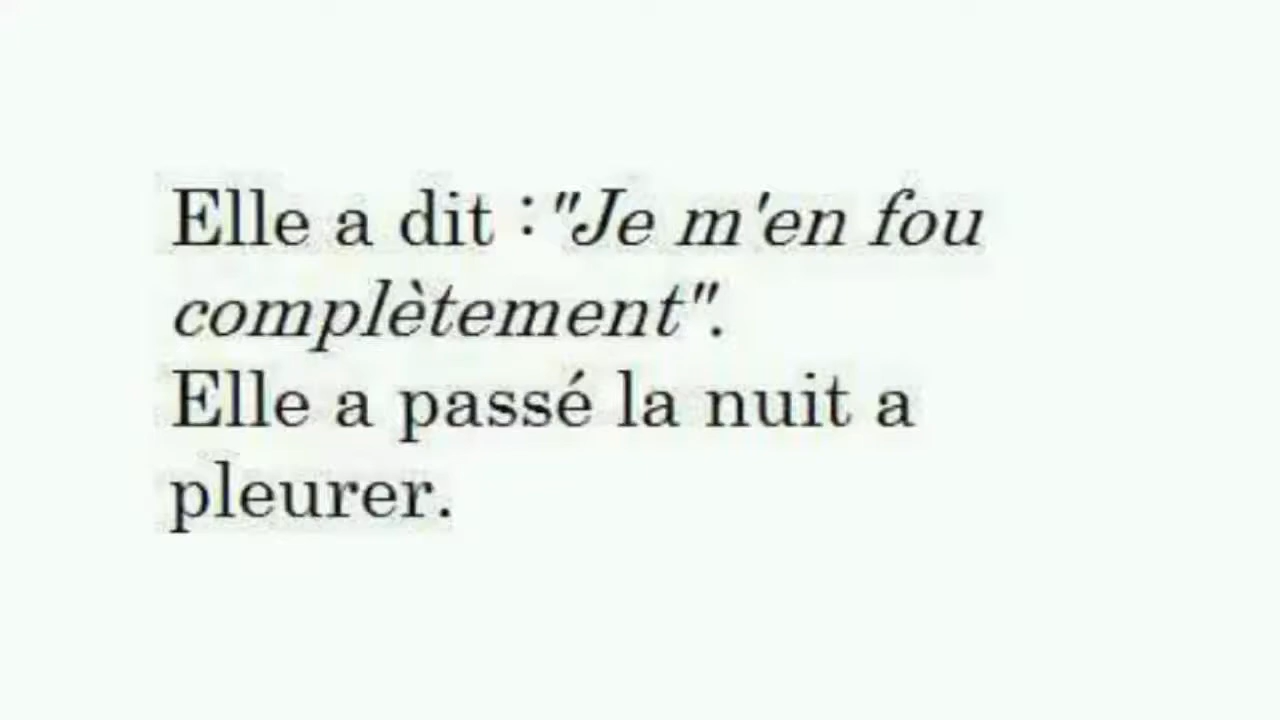 Elle a dit :"Je m'en fou
complètement".
Elle a passé la nuit a
pleurer.